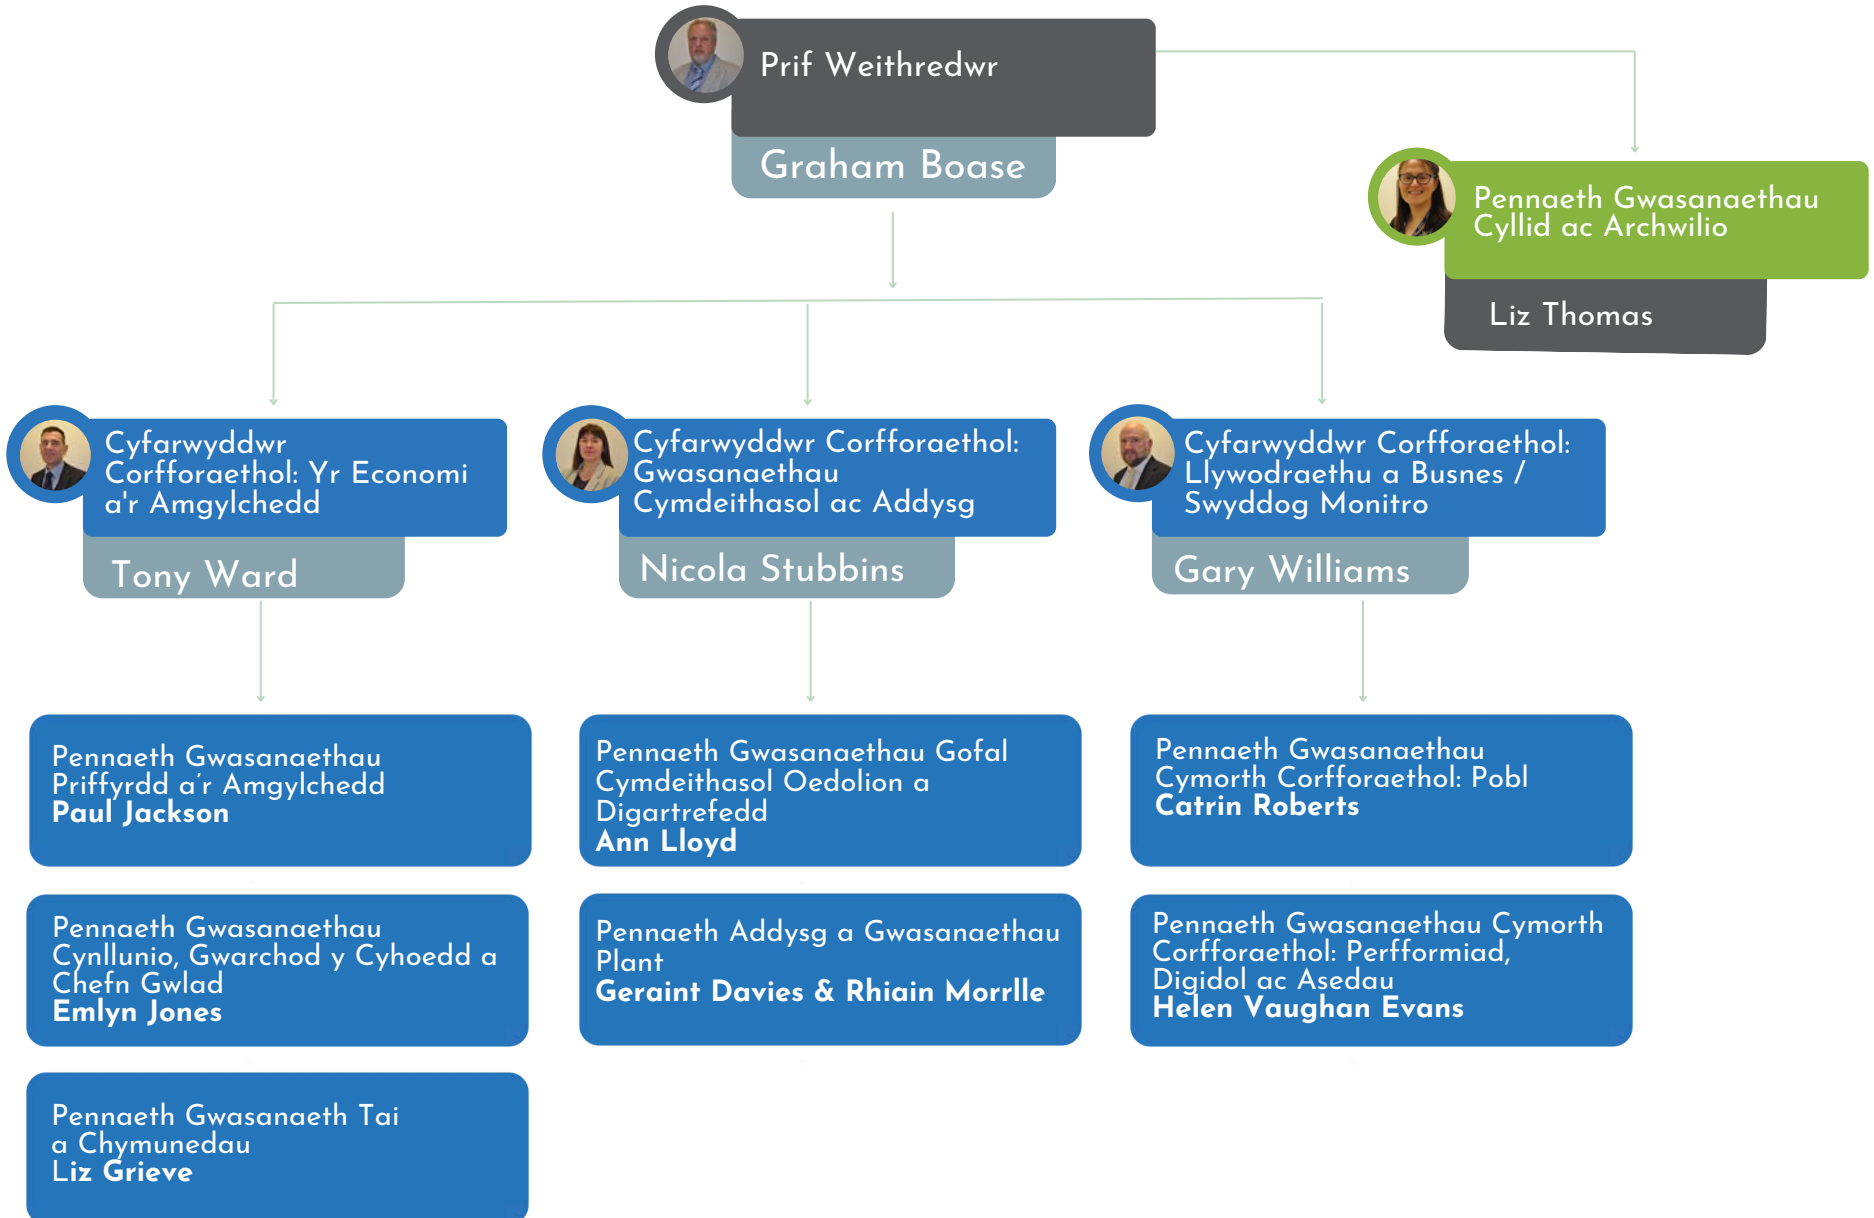 Prif Weithredwr
Graham Boase
Pennaeth Gwasanaethau
Cyllid ac Archwilio
Liz Thomas
Cyfarwyddwr
Corfforaethol: Yr Economi
a'r Amgylchedd
Tony Ward
Cyfarwyddwr Corfforaethol:
Gwasanaethau
Cymdeithasol ac Addysg
Nicola Stubbins
Cyfarwyddwr Corfforaethol:
Llywodraethu a Busnes /
Swyddog Monitro
Gary Williams
Pennaeth Gwasanaethau
Priffyrdd a'r Amgylchedd
Paul Jackson
Pennaeth Gwasanaethau
Cynllunio, Gwarchod y Cyhoedd a
Chefn Gwlad
Emlyn Jones
Pennaeth Gwasanaeth Tai
a Chymunedau
Liz Grieve
Pennaeth Gwasanaethau Gofal
Cymdeithasol Oedolion a
Digartrefedd
Ann Lloyd
Pennaeth Addysg a Gwasanaethau
Plant
Geraint Davies & Rhiain Morrlle
Pennaeth Gwasanaethau
Cymorth Corfforaethol: Pobl
Catrin Roberts
Pennaeth Gwasanaethau Cymorth
Corfforaethol: Perfformiad,
Digidol ac Asedau
Helen Vaughan Evans